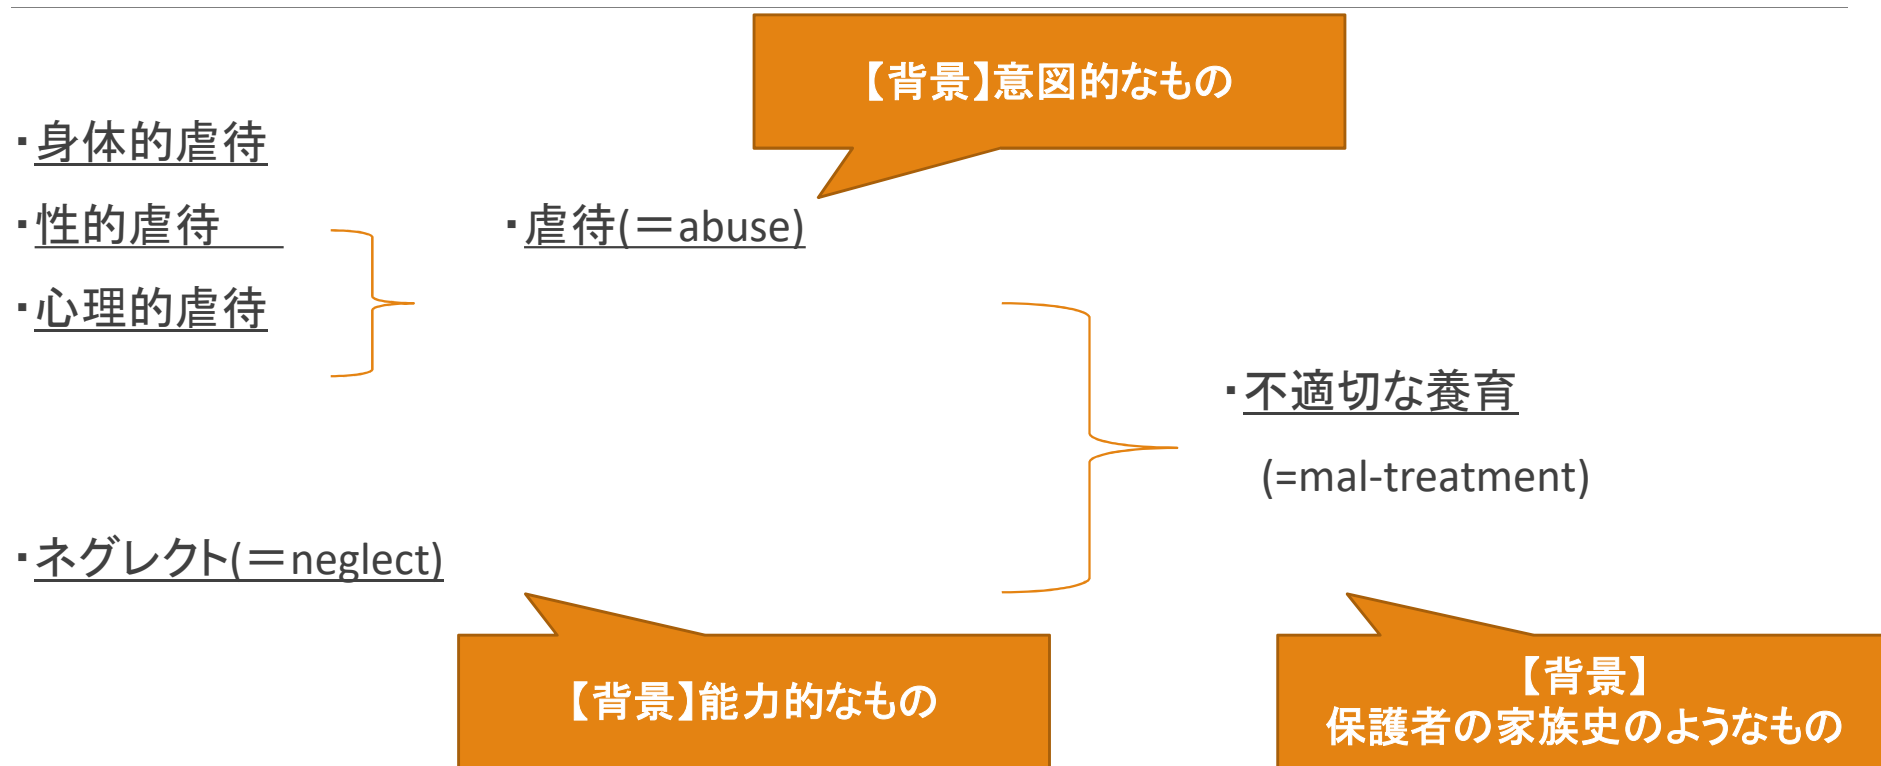 【背景】意図的なもの
・身体的虐待
・性的虐待
・虐待(＝abuse)
・心理的虐待
・不適切な養育
(=mal-treatment)
・ネグレクト(＝neglect)
【背景】能力的なもの
【背景】
保護者の家族史のようなもの